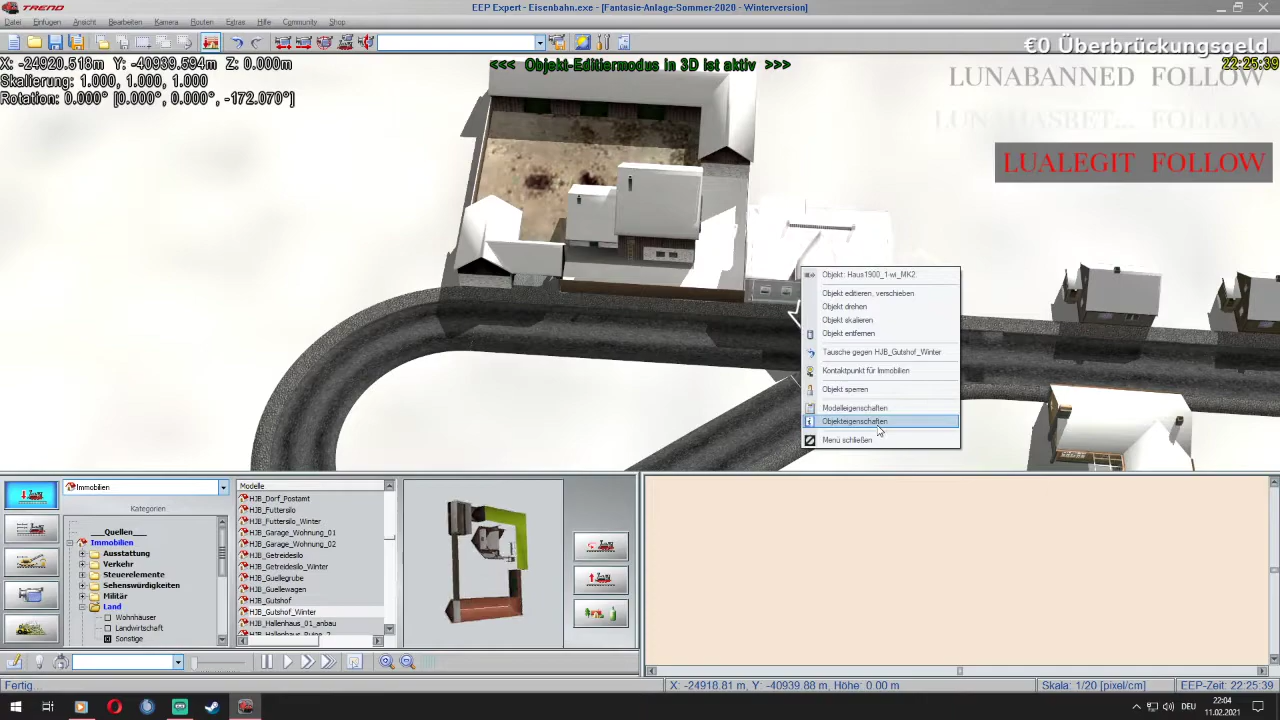 TREND
EEP Expert - Eisenbahn.exe - [Fantasie-Anlage-Sommer-2020 - Winterversion]
Datei Einfügen Ansicht Bearbeiten Kamera Routen Extras Hilfe Community Shop
€0 Überbrückungsgeld
X: -24920.518m Y: -40939.594m Z: 0.000m
<<< Objekt-Editiermodus in 3D ist aktiv >>>
22:25:39
Skalierung: 1.000, 1.000, 1.000
LUNABANNED FOLLOW
Rotation: 0.000° [0.000°, 0.000°, -172.070°]
LUNAHASBET... FOLLOW
LUALEGIT FOLLOW
Objekt: Haus1900_1-wi_MK2
Objekt editieren, verschieben
Objekt drehen
Objekt skalieren
Objekt entfernen
Tausche gegen HJB_Gutshof_Winter
Kontaktpunkt für Immobilien
Objekt sperren
Modelleigenschaften
Objekteigenschaften
Menü schließen
Immobilien
Kategorien
__Quellen__
Immobilien
Ausstattung
Verkehr
Steuerelemente
Sehenswürdigkeiten
Militär
Land
Wohnhäuser
Landwirtschaft
Sonstige
Modelle
HJB_Dorf_Postamt
HJB_Futtersilo
HJB_Futtersilo_Winter
HJB_Garage_Wohnung_01
HJB_Garage_Wohnung_02
HJB_Getreidesilo
HJB_Getreidesilo_Winter
HJB_Guellegrube
HJB_Guellewagen
HJB_Gutshof
HJB_Gutshof_Winter
HJB_Hallenhaus_01_anbau
HJB_Hallenhaus_Ruine_2
Fertig...
X: -24918.81 m, Y: -40939.88 m, Höhe: 0.00 m
Skala: 1/20 [pixel/cm]
EEP-Zeit: 22:25:39
DEU
22:04
11.02.2021